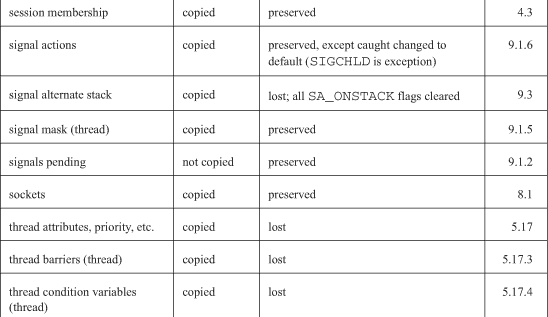 session membership copied preserved 4.3
signal actions copied preserved, except caught changed to 9.1.6
default (SIGCHLD is exception)
signal alternate stack copied lost; all SA_ONSTACK flags cleared 9.3
signal mask (thread) copied preserved 9.1.5
signals pending not copied preserved 9.1.2
sockets copied preserved 8.1
thread attributes, priority, etc. copied lost 5.17
thread barriers (thread) copied lost 5.17.3
thread condition variables copied lost 5.17.4
(thread)